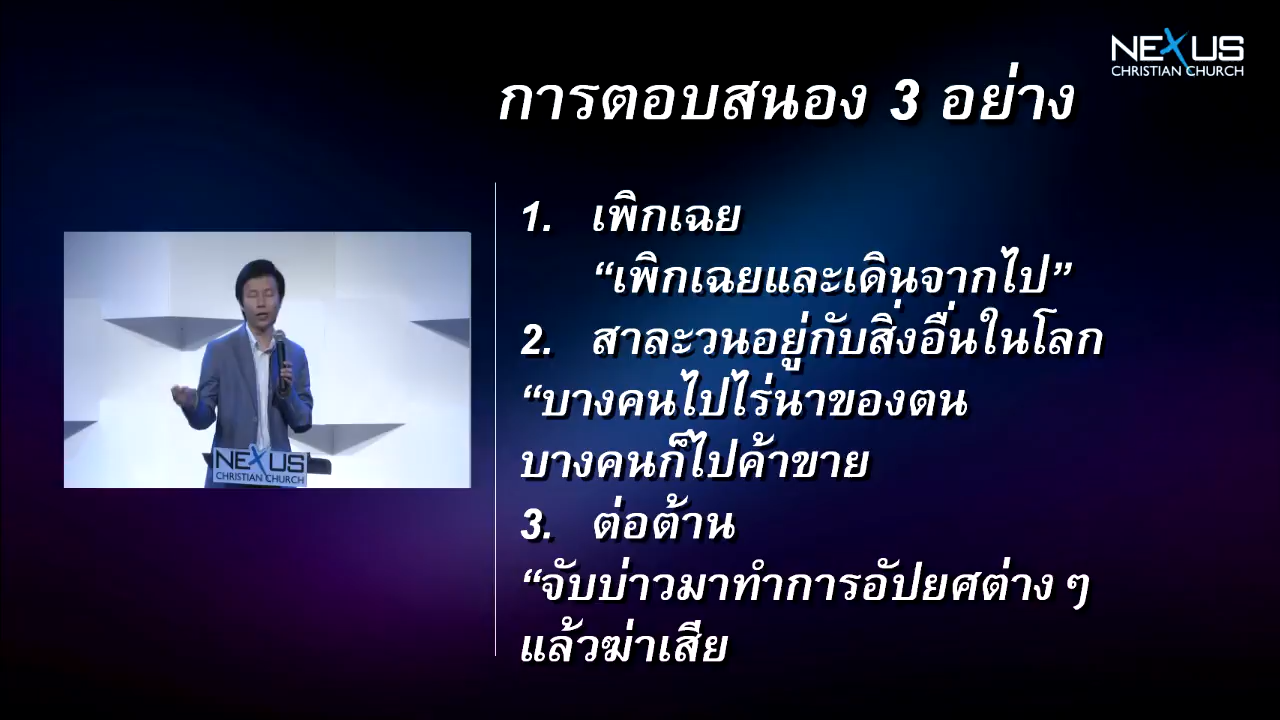 NEXUS
CHRISTIAN CHURCH
การตอบสนอง 3 อย่าง
1. เพิกเฉย
“เพิกเฉยและเดินจากไป”
2. สาละวนอยู่กับสิ่งอื่นในโลก
“บางคนไปไร่นาของตน
บางคนก็ไปค้าขาย
3. ต่อต้าน
“จับบ่าวมาทำการอัปยศต่าง ๆ
แล้วฆ่าเสีย
NEXUS
CHRISTIAN CHURCH